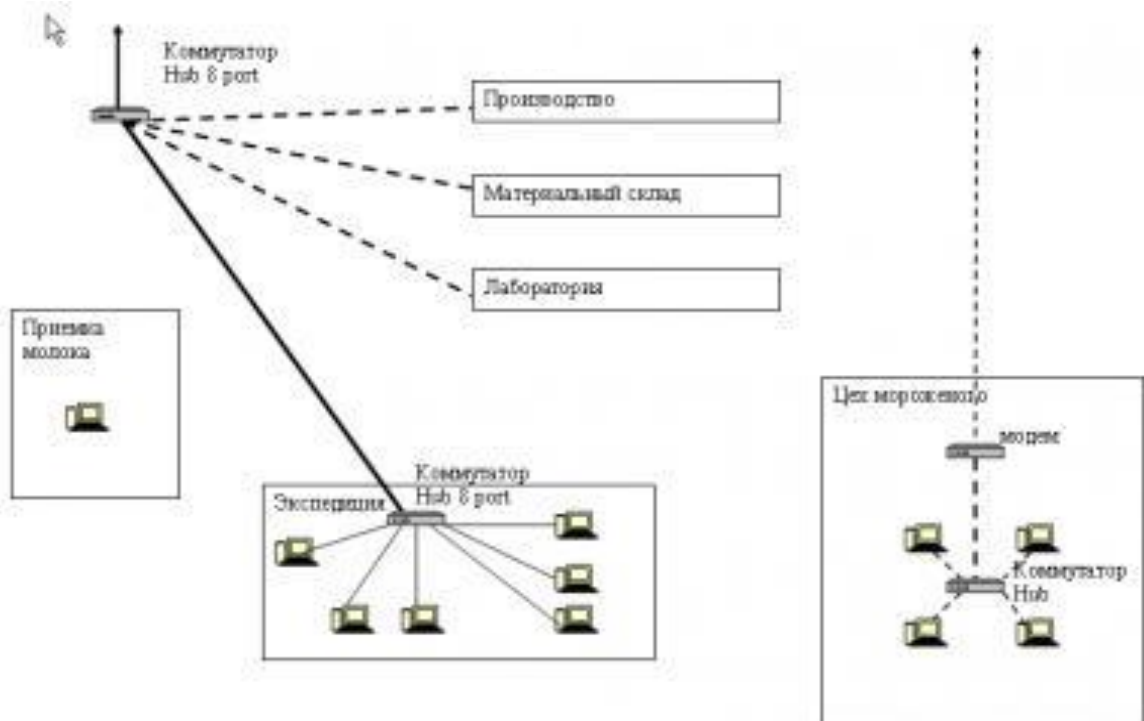 Коммутатор
Hub 8 port
Производство
Материальный склад
Лаборатория
Приемка
молока
Цех мороженого
модем
Коммутатор
Hub 8 port
Экспедиция
Коммутатор
Hub